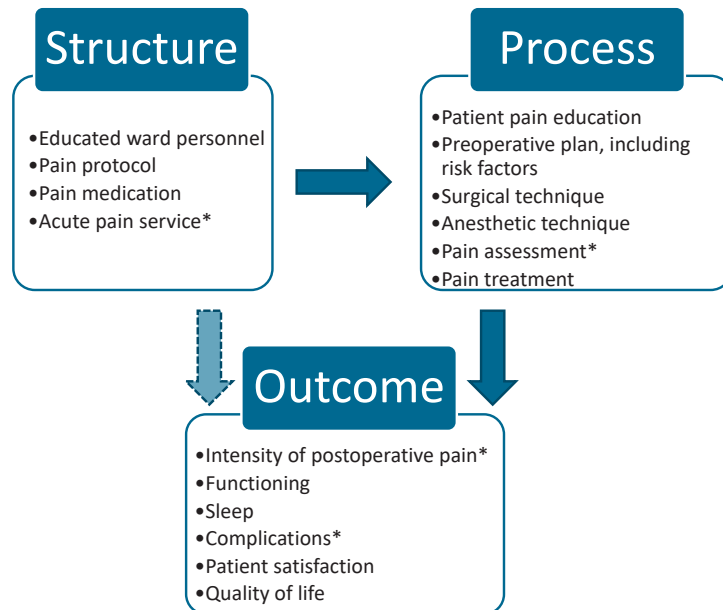 Structure
•Educated ward personnel
•Pain protocol
•Pain medication
•Acute pain service*
Process
•Patient pain education
•Preoperative plan, including
risk factors
•Surgical technique
•Anesthetic technique
•Pain assessment*
•Pain treatment
Outcome
•Intensity of postoperative pain*
•Functioning
•Sleep
•Complications*
•Patient satisfaction
•Quality of life